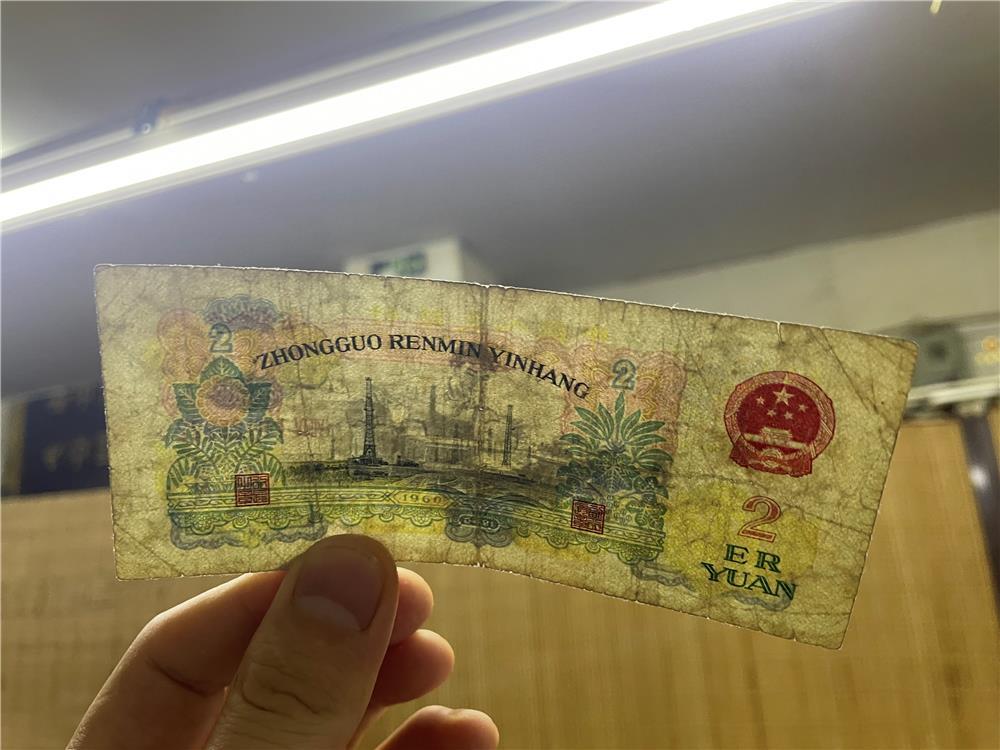 2
ZHONGGUO RENMIN YINHANG
2
1960
2
ER
YUAN